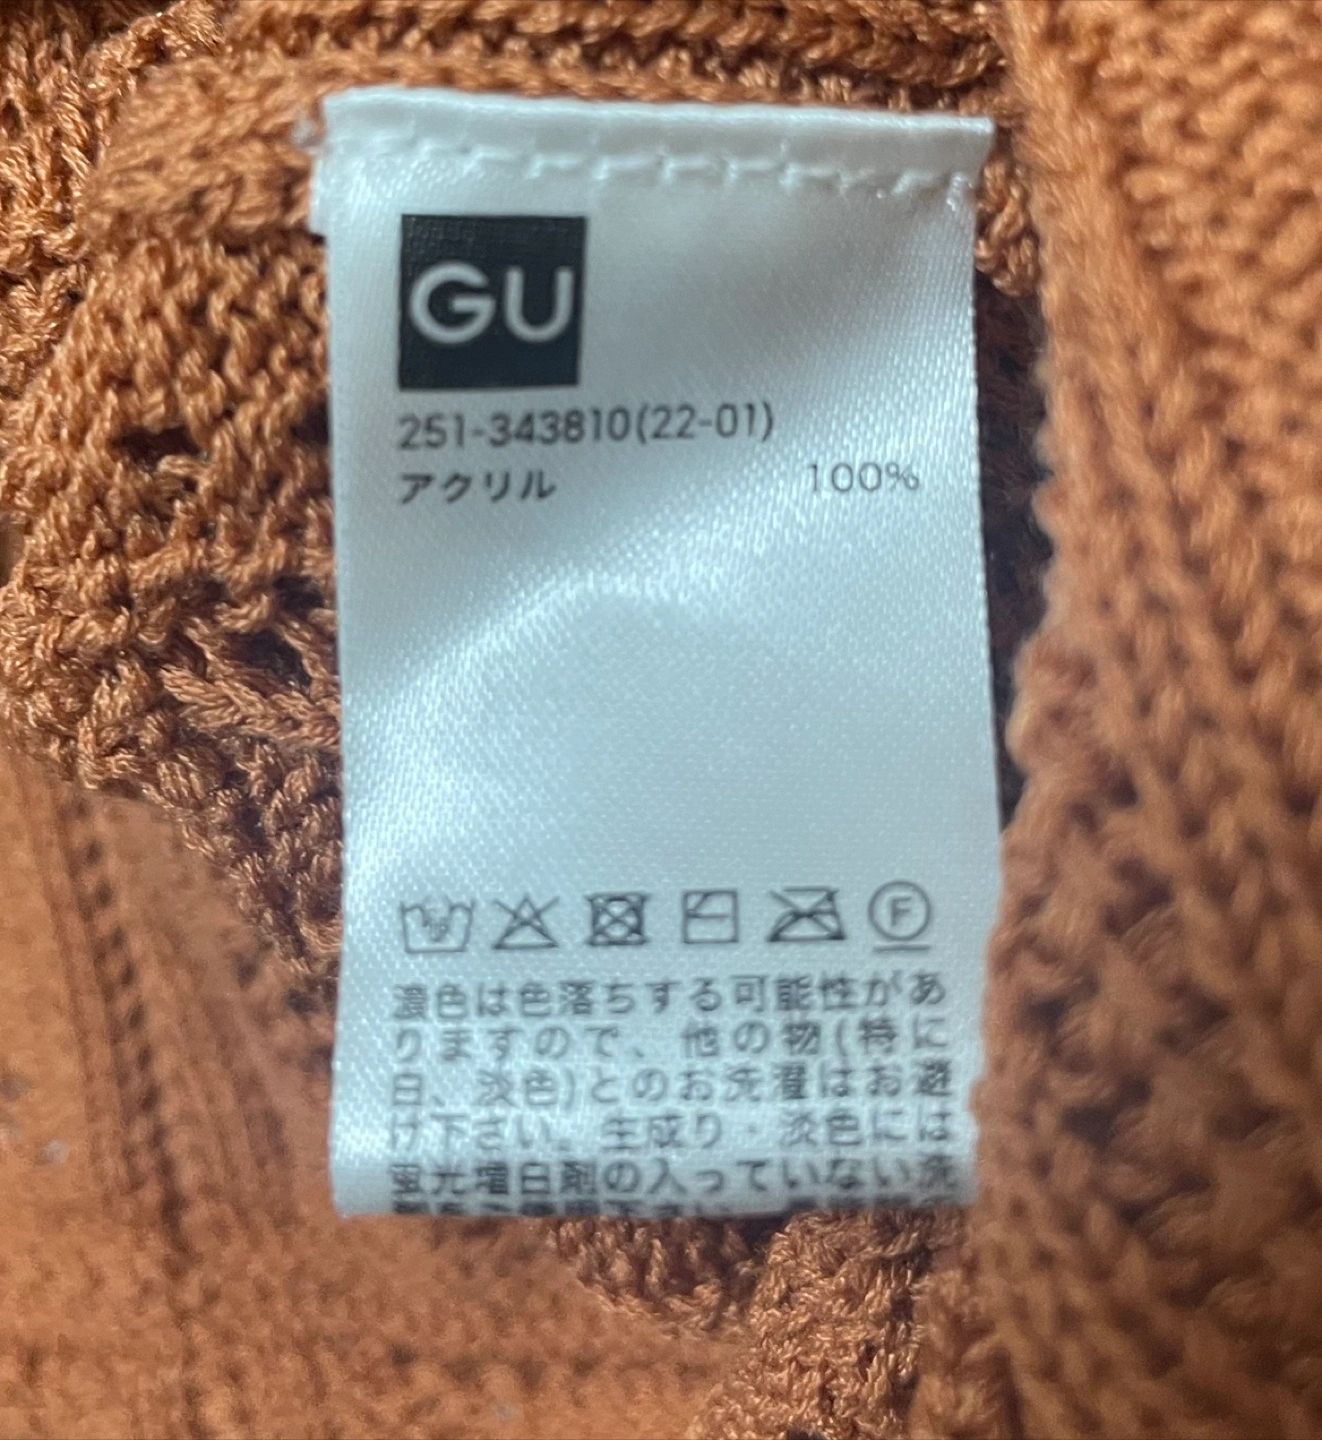 GU
251-343810(22-01)
アクリル 100%
F
濃色は色落ちする可能性があ
りますので、他の物(特に
白、淡色)とのお洗濯はお避
け下さい。生成り・淡色には
蛍光増白剤の入っていない洗